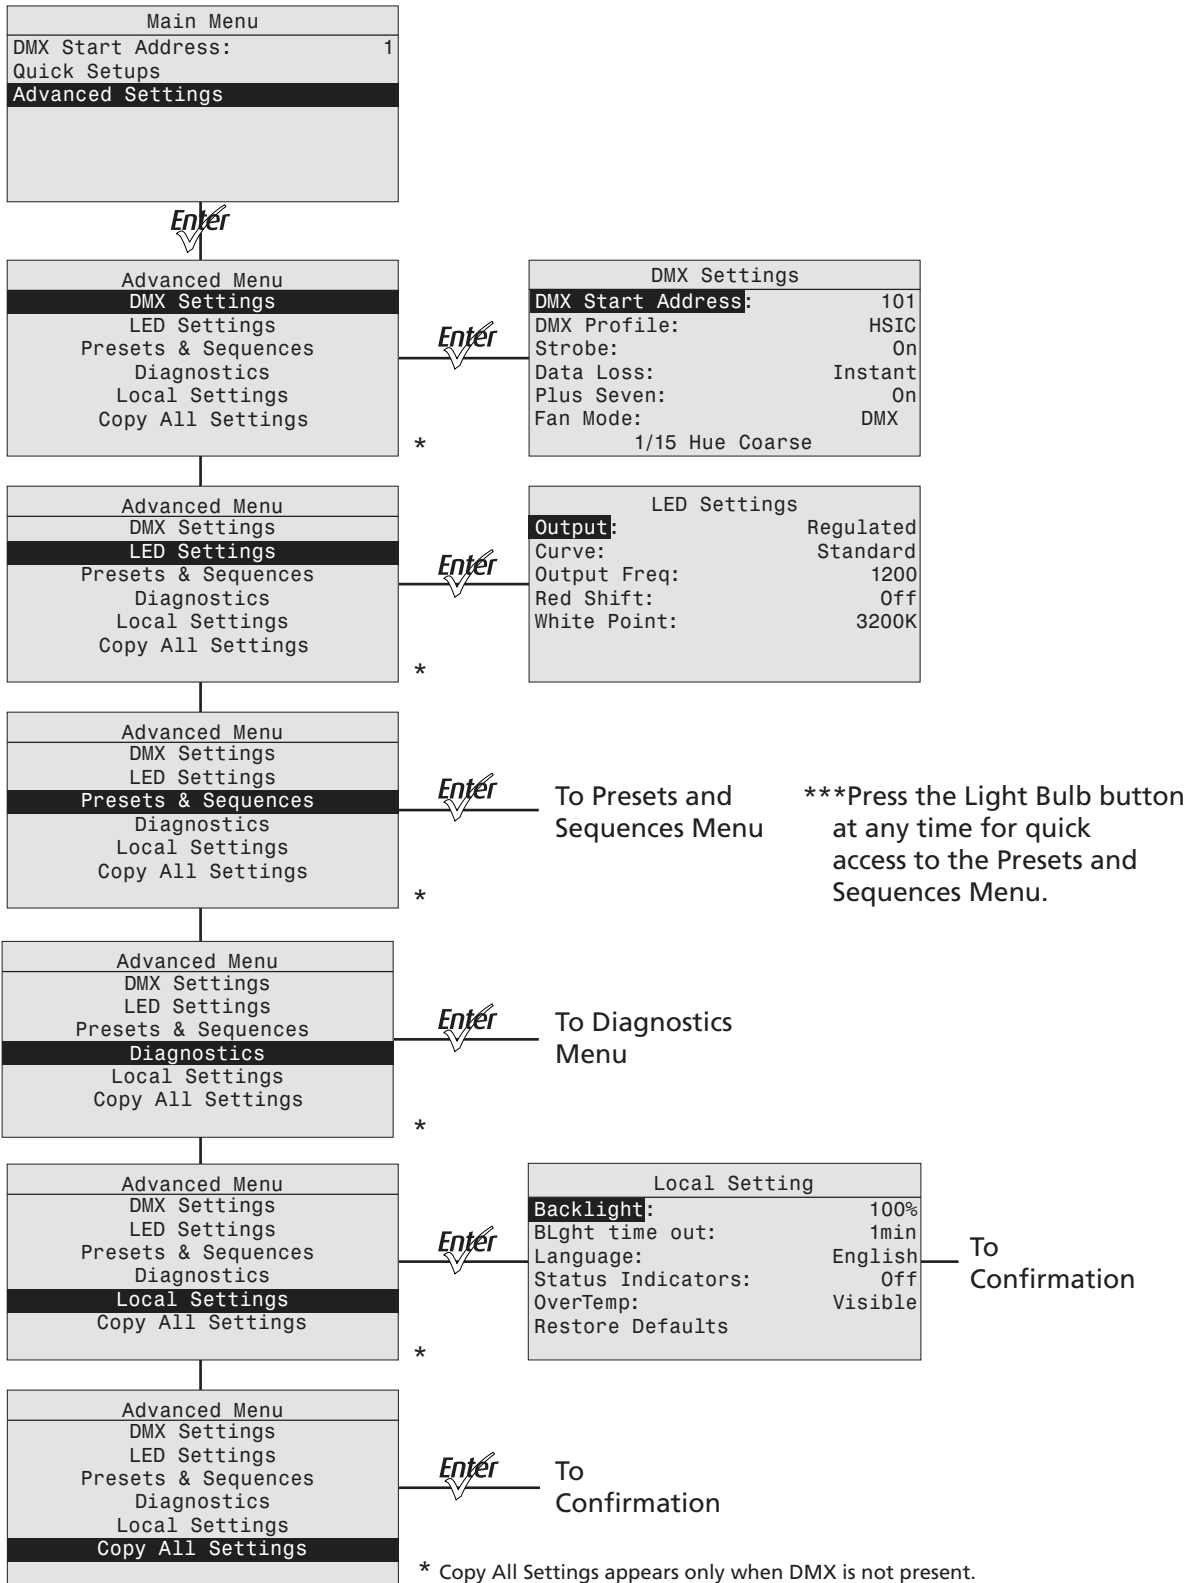 Main Menu
DMX Start Address: 1
Quick Setups
Advanced Settings
Enter
Advanced Menu
DMX Settings
LED Settings
Presets & Sequences
Diagnostics
Local Settings
Copy All Settings
*
Enter
DMX Settings
DMX Start Address: 101
DMX Profile: HSIC
Strobe: On
Data Loss: Instant
Plus Seven: On
Fan Mode: DMX
1/15 Hue Coarse
Advanced Menu
DMX Settings
LED Settings
Presets & Sequences
Diagnostics
Local Settings
Copy All Settings
*
Enter
LED Settings
Output: Regulated
Curve: Standard
Output Freq: 1200
Red Shift: Off
White Point: 3200K
Advanced Menu
DMX Settings
LED Settings
Presets & Sequences
Diagnostics
Local Settings
Copy All Settings
*
Enter
To Presets and
Sequences Menu
***Press the Light Bulb button
at any time for quick
access to the Presets and
Sequences Menu.
Advanced Menu
DMX Settings
LED Settings
Presets & Sequences
Diagnostics
Local Settings
Copy All Settings
*
Enter
To Diagnostics
Menu
Advanced Menu
DMX Settings
LED Settings
Presets & Sequences
Diagnostics
Local Settings
Copy All Settings
*
Enter
Local Setting
Backlight: 100%
BLght time out: 1min
Language: English
Status Indicators: Off
OverTemp: Visible
Restore Defaults
To
Confirmation
Advanced Menu
DMX Settings
LED Settings
Presets & Sequences
Diagnostics
Local Settings
Copy All Settings
Enter
To
Confirmation
* Copy All Settings appears only when DMX is not present.